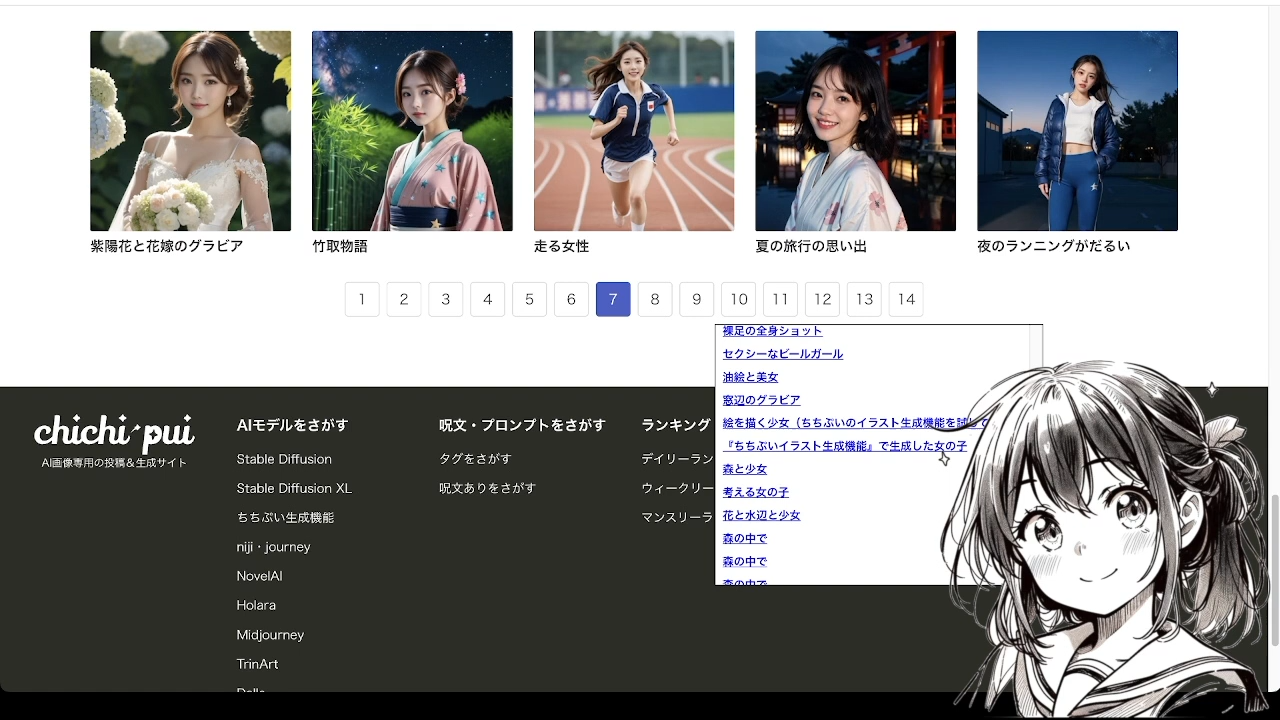 紫陽花と花嫁のグラビア
竹取物語
走る女性
夏の旅行の思い出
夜のランニングがだるい
1 2 3 4 5 6 7 8 9 10 11 12 13 14
裸足の全身ショット
セクシーなビールガール
油絵と美女
窓辺のグラビア
絵を描く少女（ちちぷいのイラスト生成機能を試して
『ちちぷいイラスト生成機能』で生成した女の子
森と少女
考える女の子
花と水辺と少女
森の中で
森の中で
森の中で
chichi-pui
AI画像専用の投稿＆生成サイト
AIモデルをさがす
Stable Diffusion
Stable Diffusion XL
ちちぷい生成機能
niji・journey
NovelAI
Holara
Midjourney
TrinArt
呪文・プロンプトをさがす
タグをさがす
呪文ありをさがす
ランキング
デイリーラン
ウィークリー
マンスリーラ